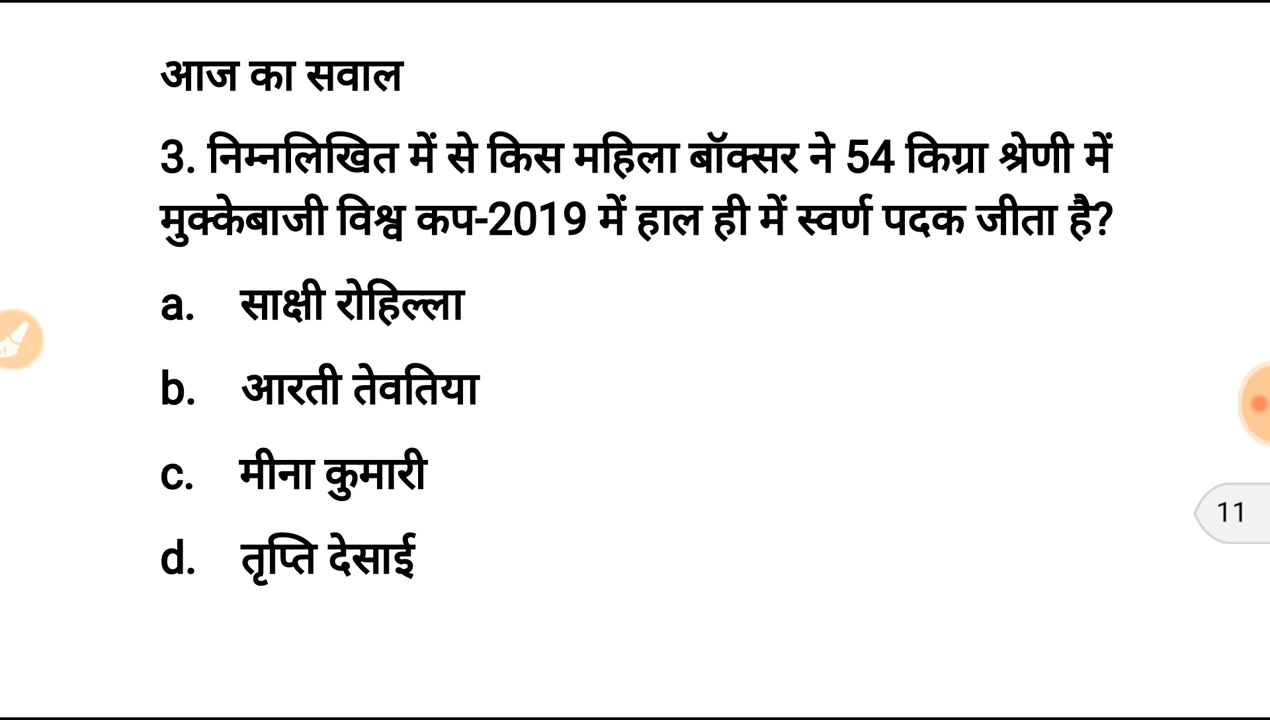 आज का सवाल
3. निम्नलिखित में से किस महिला बॉक्सर ने 54 किग्रा श्रेणी में
मुक्केबाजी विश्व कप-2019 में हाल ही में स्वर्ण पदक जीता है?
a. साक्षी रोहिल्ला
b. आरती तेवतिया
c. मीना कुमारी
11
d. तृप्ति देसाई